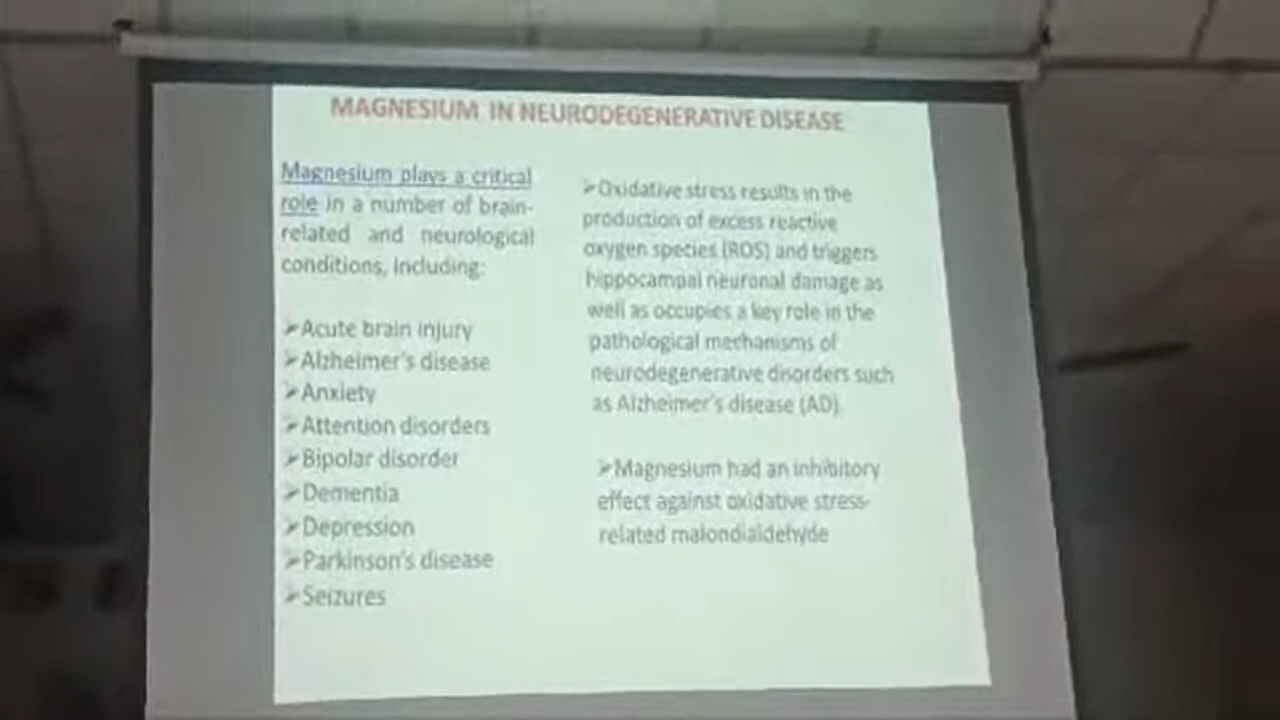 MAGNESIUM IN NEURODEGENERATIVE DISEASE
Magnesium plays a critical
role in a number of brain-
related and neurological
conditions, including:
➢Acute brain injury
➢Alzheimer's disease
➢Anxiety
➢Attention disorders
➢Bipolar disorder
➢Dementia
➢Depression
➢Parkinson's disease
➢Seizures
➢Oxidative stress results in the
production of excess reactive
oxygen species (ROS) and triggers
hippocampal neuronal damage as
well as occupies a key role in the
pathological mechanisms of
neurodegenerative disorders such
as Alzheimer's disease (AD).
➢Magnesium had an inhibitory
effect against oxidative stress-
related malondialdehyde